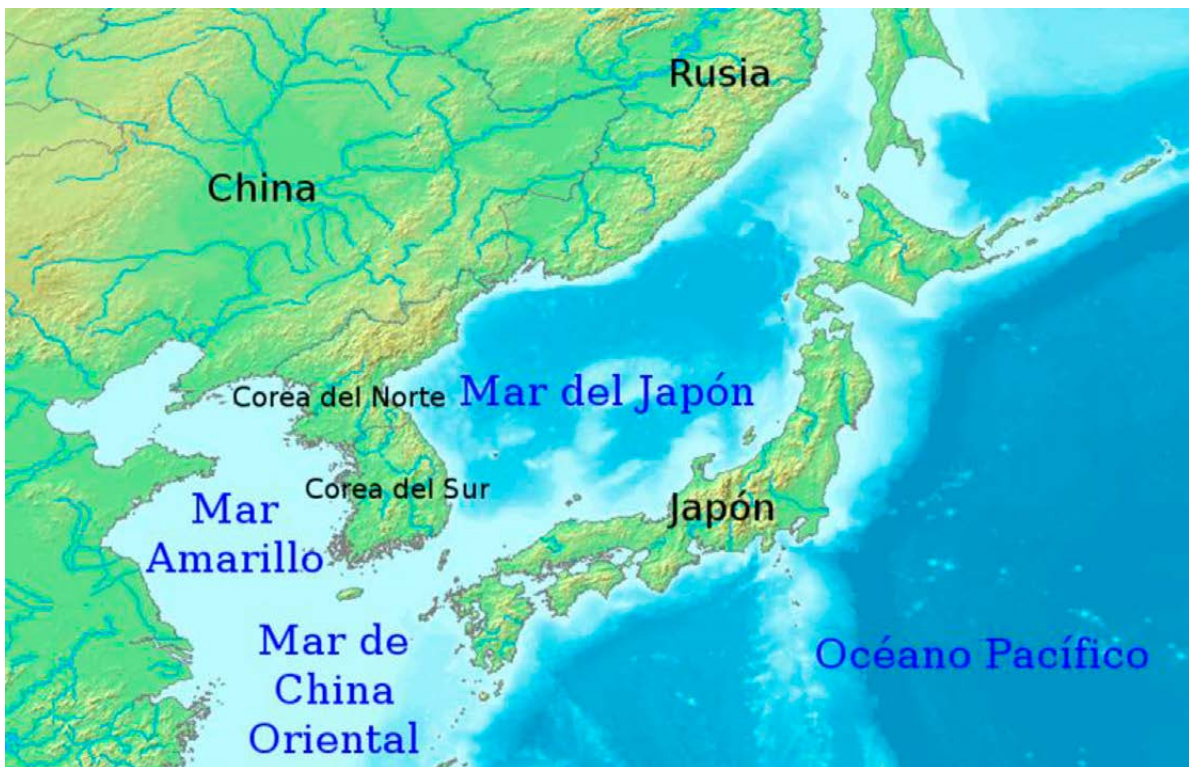 Rusia
China
Corea del Norte
Mar del Japón
Corea del Sur
Japón
Mar
Amarillo
Mar de
China
Oriental
Océano Pacífico